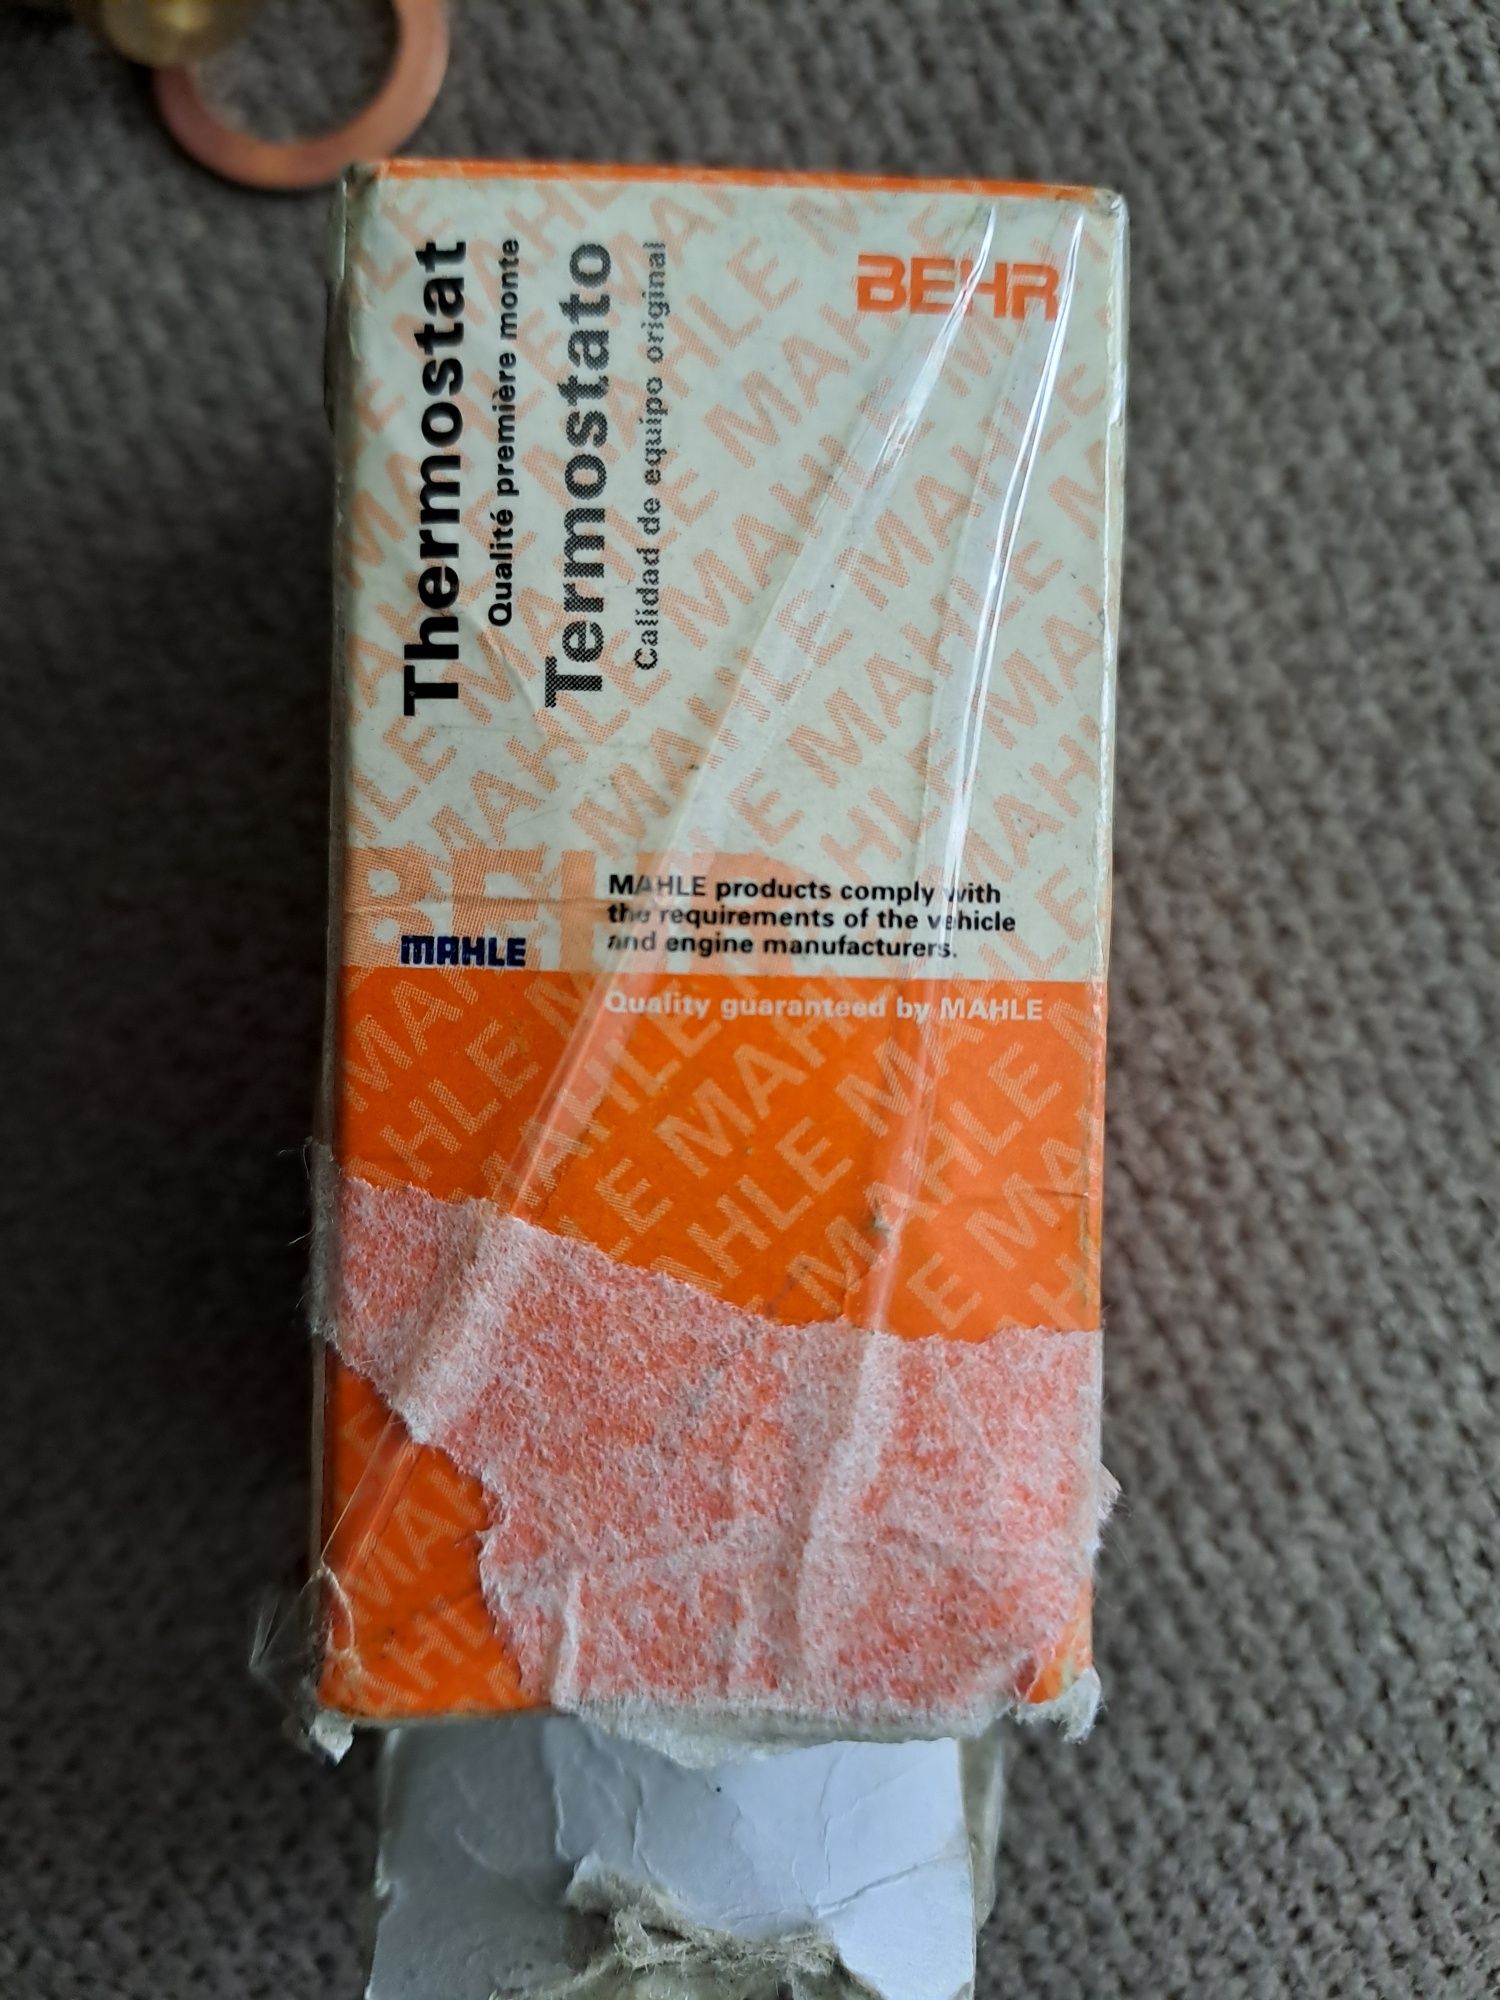 Thermostat
Qualité première monte
Termostato
Calidad de equipo original
BEHR
MAHLE products comply with
the requirements of the vehicle
and engine manufacturers.
MAHLE
Quality guaranteed by MAHLE